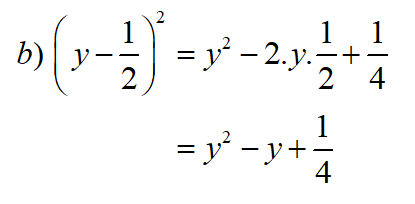 b) (y − 1/2)² = y² − 2.y.1/2 + 1/4
= y² − y + 1/4